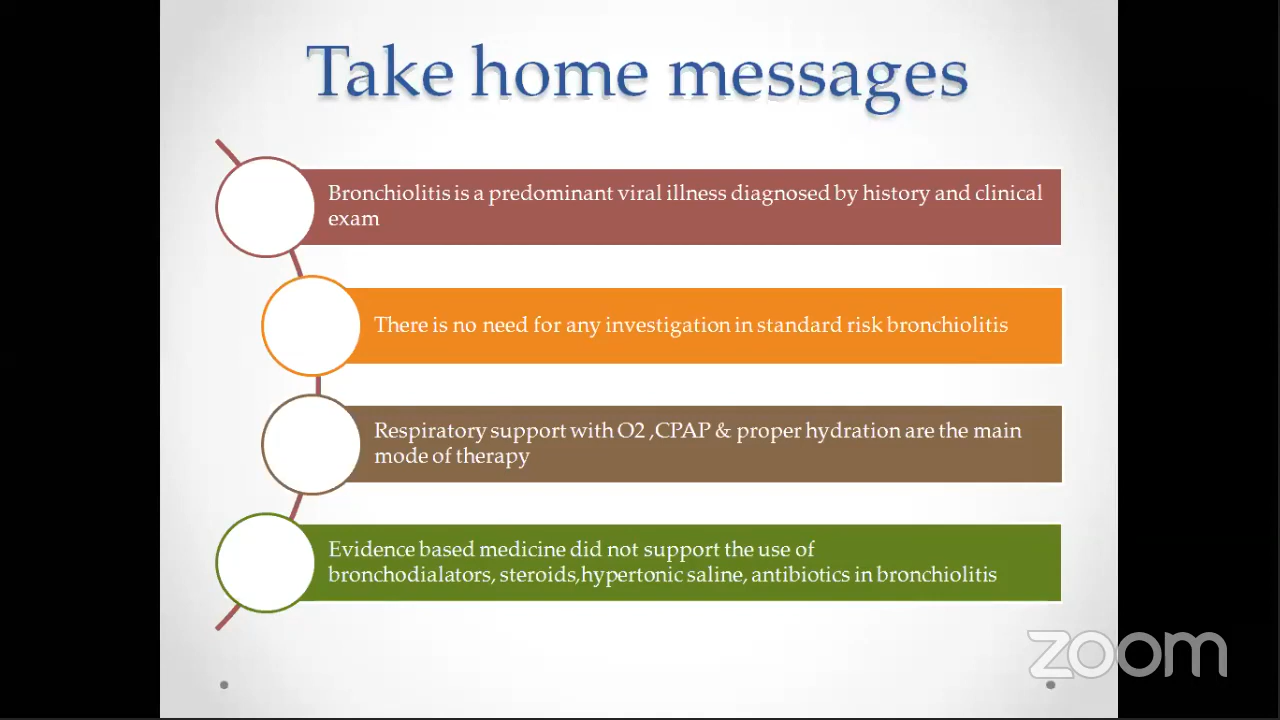 Take home messages
Bronchiolitis is a predominant viral illness diagnosed by history and clinical
exam
There is no need for any investigation in standard risk bronchiolitis
Respiratory support with O2 ,CPAP & proper hydration are the main
mode of therapy
Evidence based medicine did not support the use of
bronchodialators, steroids,hypertonic saline, antibiotics in bronchiolitis
zoom